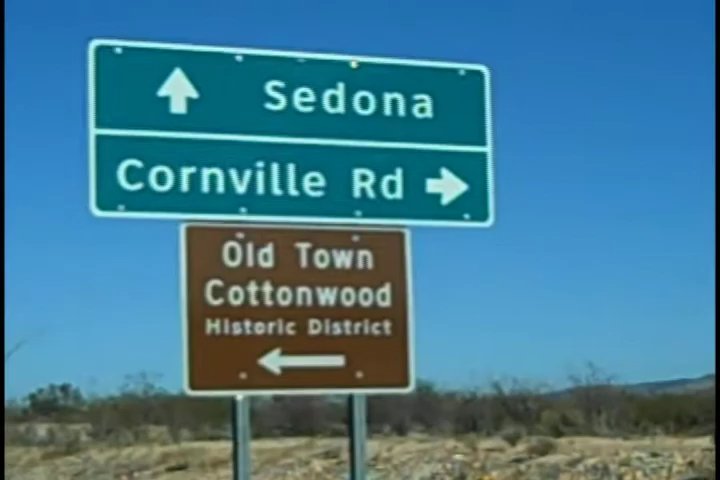 Sedona
Cornville Rd
Old Town
Cottonwood
Historic District